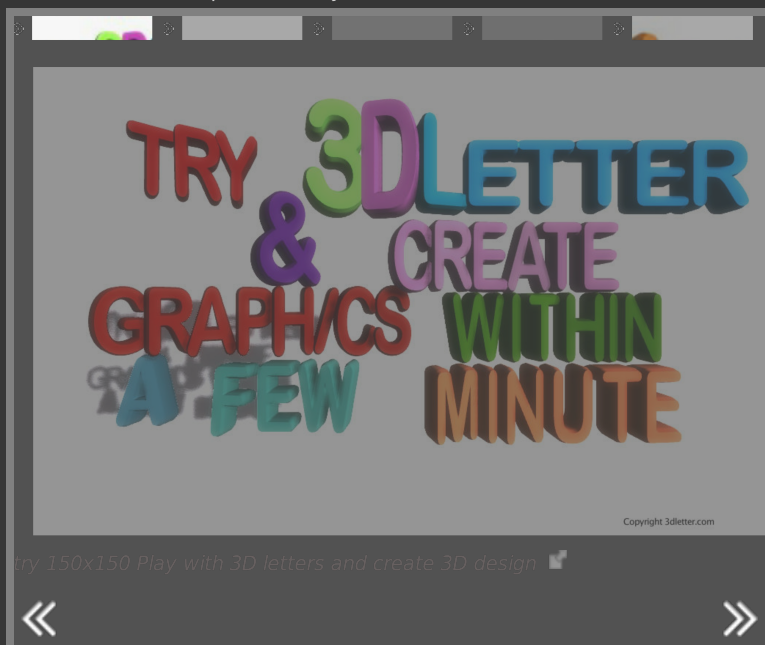 TRY 3DLETTER
& CREATE
GRAPH/CS WITHIN
A FEW MINUTE
Copyright 3dletter.com
try 150x150 Play with 3D letters and create 3D design